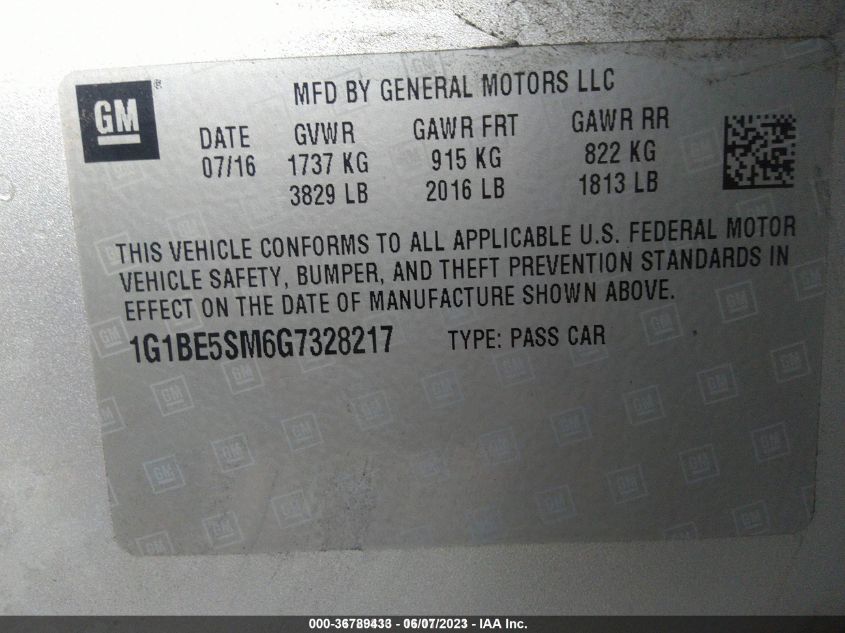 MFD BY GENERAL MOTORS LLC
GM ®
DATE GVWR GAWR FRT GAWR RR
07/16 1737 KG 915 KG 822 KG
3829 LB 2016 LB 1813 LB
THIS VEHICLE CONFORMS TO ALL APPLICABLE U.S. FEDERAL MOTOR
VEHICLE SAFETY, BUMPER, AND THEFT PREVENTION STANDARDS IN
EFFECT ON THE DATE OF MANUFACTURE SHOWN ABOVE.
1G1BE5SM6G7328217 TYPE: PASS CAR
000-36789433 - 06/07/2023 - IAA Inc.